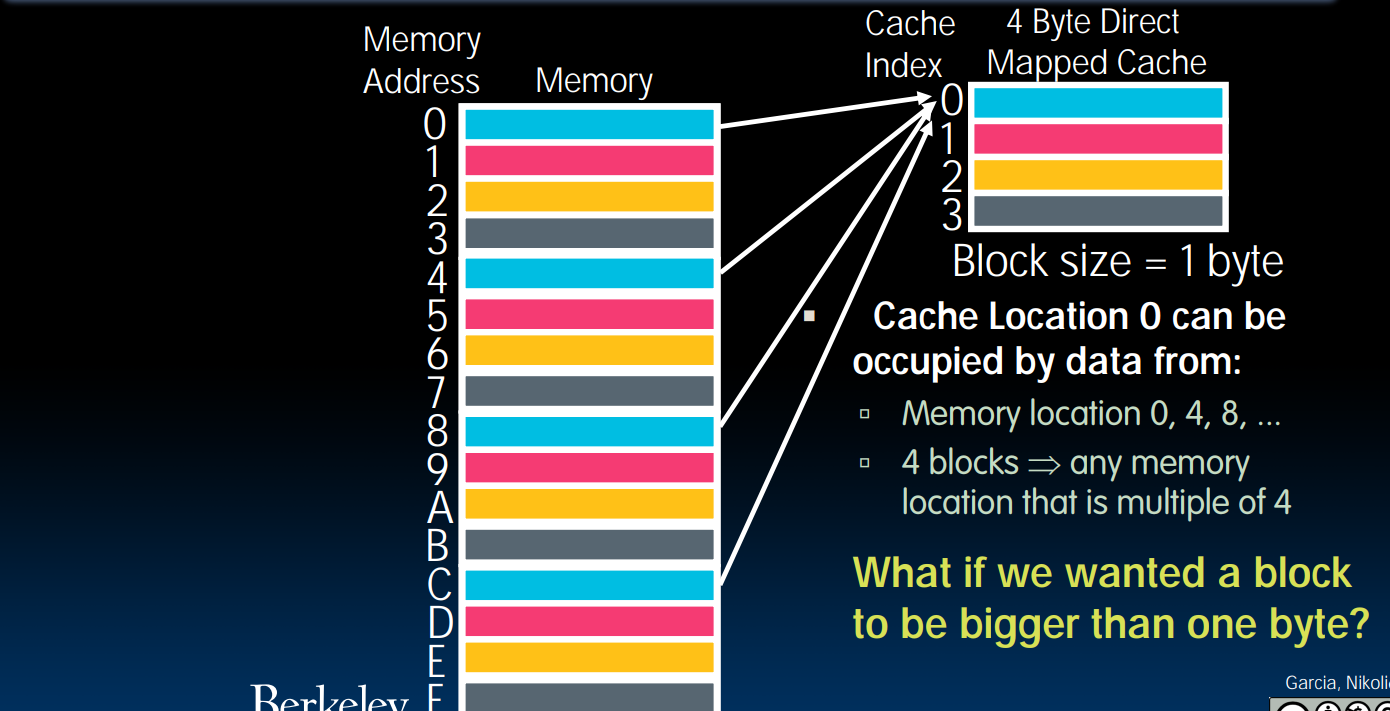 Memory
Address
Memory
0
1
2
3
4
5
6
7
8
9
A
B
C
D
E
F
Cache
Index
4 Byte Direct
Mapped Cache
0
1
2
3
Block size = 1 byte
▪ Cache Location 0 can be
occupied by data from:
▫ Memory location 0, 4, 8, ...
▫ 4 blocks ⇒ any memory
location that is multiple of 4
What if we wanted a block
to be bigger than one byte?
Berkeley
Garcia,